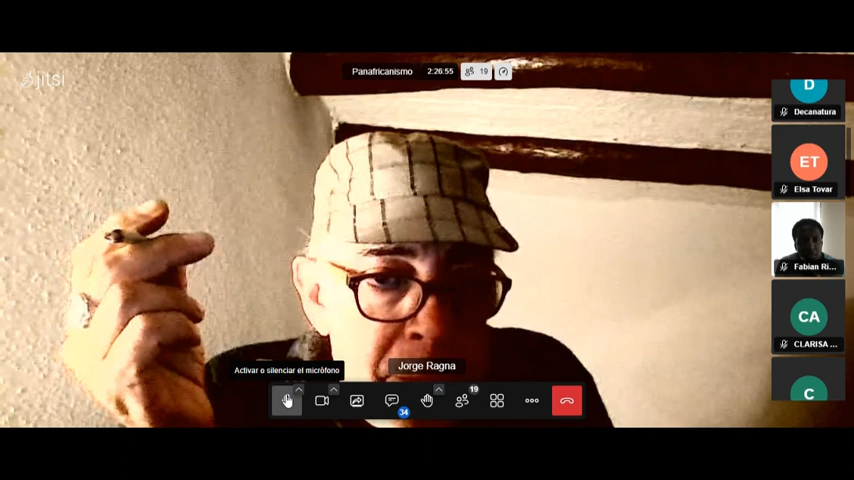 jitsi
Panafricanismo 2:26:55 19
D
Decanatura
ET
Elsa Tovar
Fabian Ri...
CA
CLARISA ...
C
Activar o silenciar el micrófono
Jorge Ragna
19
34